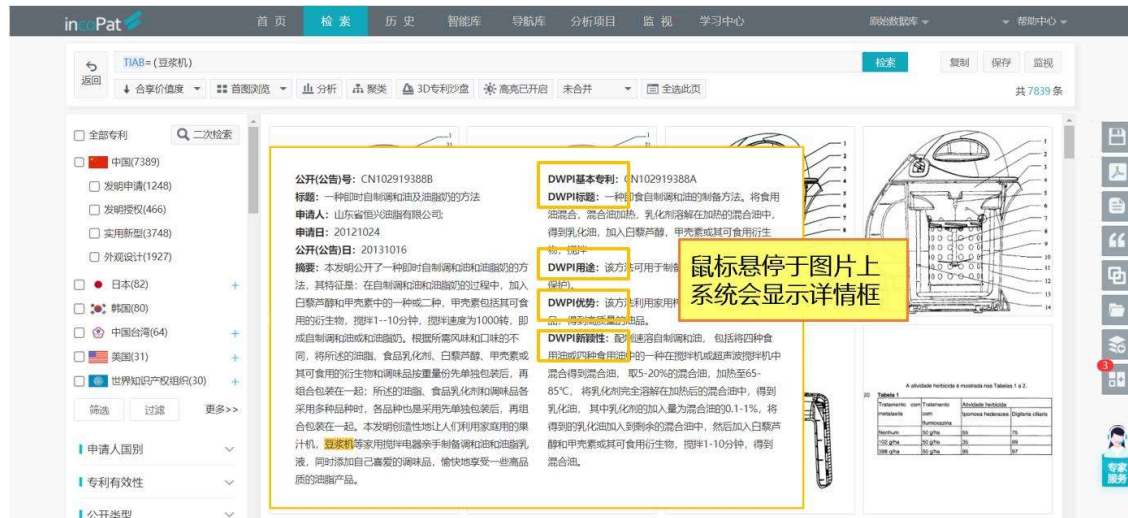 incoPat
首 页
检 索
历 史
智能库
导航库
分析项目
监 视
学习中心
原始数据库
帮助中心
返回
TIAB= (豆浆机)
检索
复制
保存
监视
合享价值度
首图浏览
分析
聚类
3D专利沙盘
高亮已开启
未合并
全选此页
共 7839 条
全部专利
二次检索
中国(7389)
发明申请(1248)
发明授权(466)
实用新型(3748)
外观设计(1927)
日本(82) +
韩国(80)
中国台湾(64) +
美国(31) +
世界知识产权组织(30) +
筛选
过滤
更多>>
申请人国别
专利有效性
公开类型
公开(公告)号：CN102919388B
标题：一种即时自制调和油及油脂奶的方法
申请人：山东省恒兴油脂有限公司;
申请日：20121024
公开(公告)日：20131016
摘要：本发明公开了一种即时自制调和油和油脂奶的方
法，其特征是：在自制调和油和油脂奶的过程中，加入
白藜芦醇和甲壳素中的一种或二种，甲壳素包括其可食
用的衍生物，搅拌1--10分钟，搅拌速度为1000转，即
成自制调和油或和油脂奶。根据所需风味和口味的不
同，将所述的油脂、食品乳化剂、白藜芦醇、甲壳素或
其可食用的衍生物和调味品按重量份先单独包装后，再
组合包装在一起；所述的油脂、食品乳化剂和调味品各
采用多种品种时，各品种也是采用先单独包装后，再组
合包装在一起。本发明创造性地让人们利用家庭用的果
汁机，豆浆机等家用搅拌电器亲手制备调和油和油脂乳
液，同时添加自己喜爱的调味品，愉快地享受一些高品
质的油脂产品。
DWPI基本专利：CN102919388A
DWPI标题：一种即食自制调和油的制备方法。将食用
油混合，混合油加热，乳化剂溶解在加热的混合油中，
得到乳化油，加入白藜芦醇，甲壳素或其可食用衍生
物，搅拌
DWPI用途：该方法可用于制备
保护)。
DWPI优势：该方法利用家用
品，得到高质量的油品。
DWPI新颖性：配制速溶自制调和油， 包括将四种食
用油或四种食用油中的一种在搅拌机或超声波搅拌机中
混合得到混合油， 取5-20%的混合油，加热至65-
85℃， 将乳化剂完全溶解在加热后的混合油中，得到
乳化油， 其中乳化剂的加入量为混合油的0.1-1%，将
得到的乳化油加入到剩余的混合油中，然后加入白藜芦
醇和甲壳素或其可食用衍生物，搅拌1-10分钟，得到
混合油。
鼠标悬停于图片上
系统会显示详情框
A atividade herbicida é mostrada nas Tabelas 1 a 2.
20 Tabela 1
Tratamento com metalaxila
Tratamento com flumioxazina
Atividade herbicida
Ipomoea hederacea
Digitaria ciliaris
Nenhum
50 g/ha
3
专家
服务